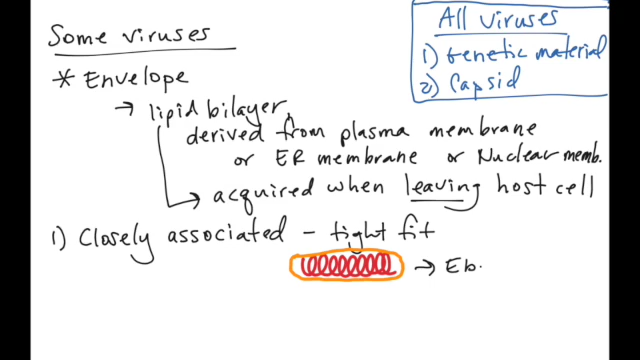 Some viruses
* Envelope
→ lipid bilayer,
derived from plasma membrane
or ER membrane or Nuclear memb.
→ acquired when leaving host cell
1) Closely associated - tight fit
→ Eb.
All viruses
1) Genetic material
2) Capsid